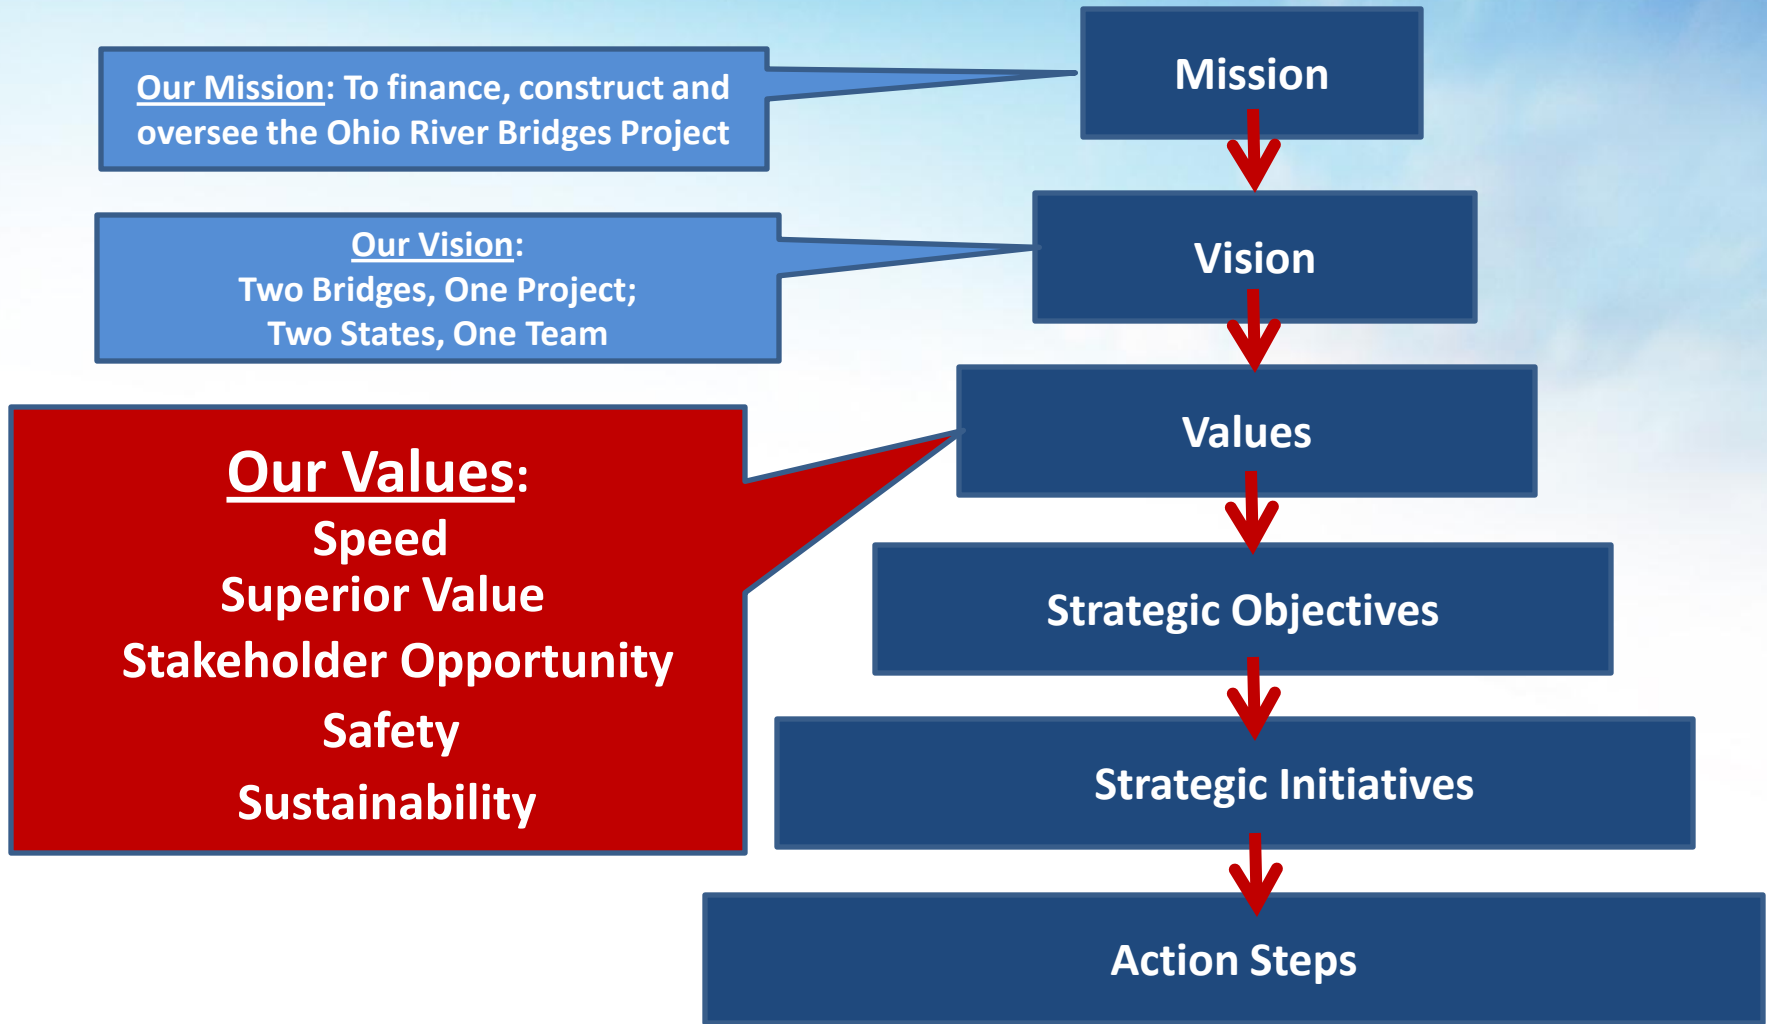 Mission
Our Mission: To finance, construct and
oversee the Ohio River Bridges Project
Vision
Our Vision:
Two Bridges, One Project;
Two States, One Team
Values
Our Values:
Speed
Superior Value
Stakeholder Opportunity
Safety
Sustainability
Strategic Objectives
Strategic Initiatives
Action Steps